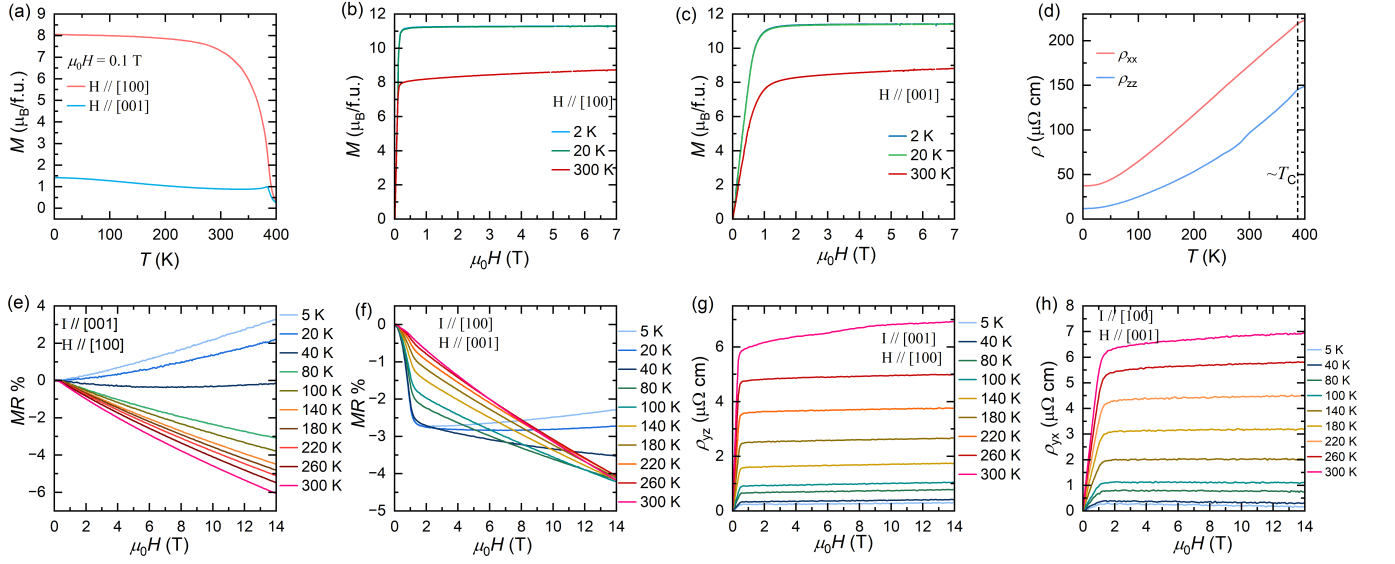 (a)
M (μB/f.u.)
9
8
7
6
5
4
3
2
1
0
μ0H = 0.1 T
H // [100]
H // [001]
0 100 200 300 400
T (K)
(b)
M (μB/f.u.)
12
10
8
6
4
2
0
H // [100]
2 K
20 K
300 K
0 1 2 3 4 5 6 7
μ0H (T)
(c)
M (μB/f.u.)
12
10
8
6
4
2
0
H // [001]
2 K
20 K
300 K
0 1 2 3 4 5 6 7
μ0H (T)
(d)
ρ (μΩ cm)
200
150
100
50
0
ρxx
ρzz
~TC
0 100 200 300 400
T (K)
(e)
MR %
4
2
0
−2
−4
−6
I // [001]
H // [100]
5 K
20 K
40 K
80 K
100 K
140 K
180 K
220 K
260 K
300 K
0 2 4 6 8 10 12 14
μ0H (T)
(f)
MR %
0
−1
−2
−3
−4
−5
I // [100]
H // [001]
5 K
20 K
40 K
80 K
100 K
140 K
180 K
220 K
260 K
300 K
0 2 4 6 8 10 12 14
μ0H (T)
(g)
ρyz (μΩ cm)
6
4
2
0
I // [001]
H // [100]
5 K
40 K
80 K
100 K
140 K
180 K
220 K
260 K
300 K
0 2 4 6 8 10 12 14
μ0H (T)
(h)
ρyx (μΩ cm)
8
7
6
5
4
3
2
1
0
I // [100]
H // [001]
5 K
40 K
80 K
100 K
140 K
180 K
220 K
260 K
300 K
0 2 4 6 8 10 12 14
μ0H (T)